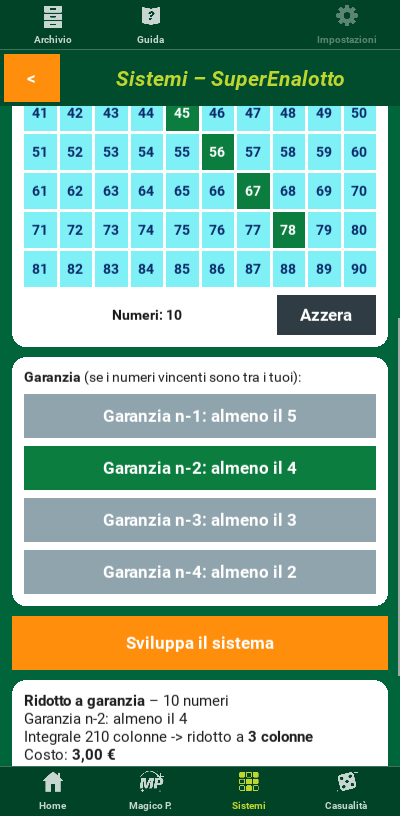 Archivio Guida Impostazioni
< Sistemi – SuperEnalotto
41 42 43 44 45 46 47 48 49 50
51 52 53 54 55 56 57 58 59 60
61 62 63 64 65 66 67 68 69 70
71 72 73 74 75 76 77 78 79 80
81 82 83 84 85 86 87 88 89 90
Numeri: 10 Azzera
Garanzia (se i numeri vincenti sono tra i tuoi):
Garanzia n-1: almeno il 5
Garanzia n-2: almeno il 4
Garanzia n-3: almeno il 3
Garanzia n-4: almeno il 2
Sviluppa il sistema
Ridotto a garanzia – 10 numeri
Garanzia n-2: almeno il 4
Integrale 210 colonne -> ridotto a 3 colonne
Costo: 3,00 €
MP
Home Magico P. Sistemi Casualità